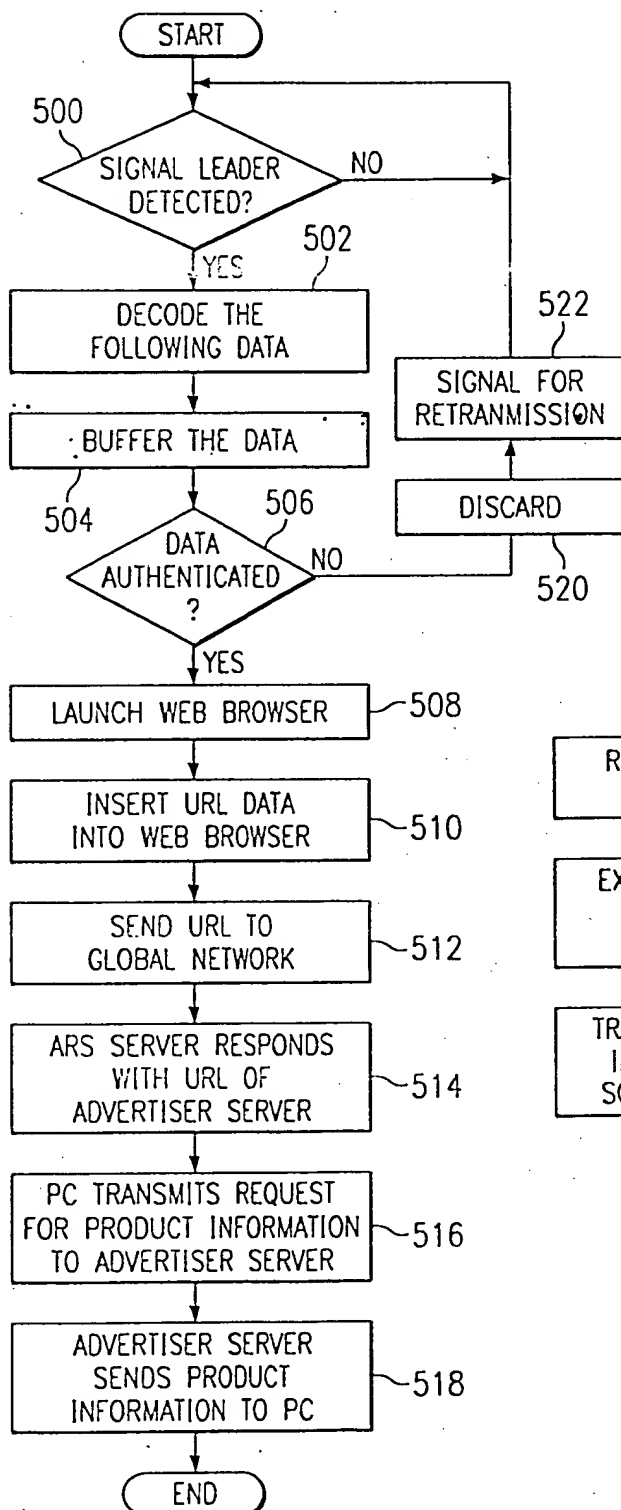 START
500
SIGNAL LEADER
DETECTED?
NO
YES
502
DECODE THE
FOLLOWING DATA
522
SIGNAL FOR
RETRANMISSION
BUFFER THE DATA
504
506
DISCARD
520
DATA
AUTHENTICATED
?
NO
YES
LAUNCH WEB BROWSER
508
INSERT URL DATA
INTO WEB BROWSER
510
SEND URL TO
GLOBAL NETWORK
512
ARS SERVER RESPONDS
WITH URL OF
ADVERTISER SERVER
514
PC TRANSMITS REQUEST
FOR PRODUCT INFORMATION
TO ADVERTISER SERVER
516
ADVERTISER SERVER
SENDS PRODUCT
INFORMATION TO PC
518
END
R
EX
TRA
I
SO